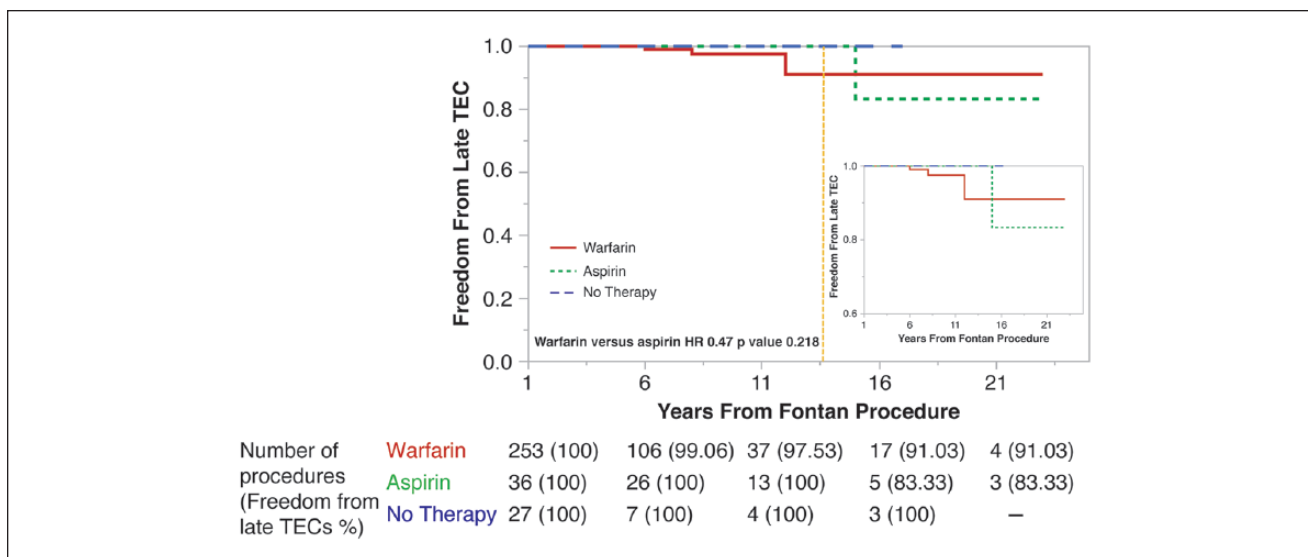 1.0
0.8
0.6
0.4
0.2
0.0
Freedom From Late TEC
Warfarin
Aspirin
No Therapy
Warfarin versus aspirin HR 0.47 p value 0.218
1 6 11 16 21
Years From Fontan Procedure
1.0
0.8
0.6
Freedom From Late TEC
1 6 11 16 21
Years From Fontan Procedure
Number of procedures (Freedom from late TECs %)
Warfarin 253 (100) 106 (99.06) 37 (97.53) 17 (91.03) 4 (91.03)
Aspirin 36 (100) 26 (100) 13 (100) 5 (83.33) 3 (83.33)
No Therapy 27 (100) 7 (100) 4 (100) 3 (100) –